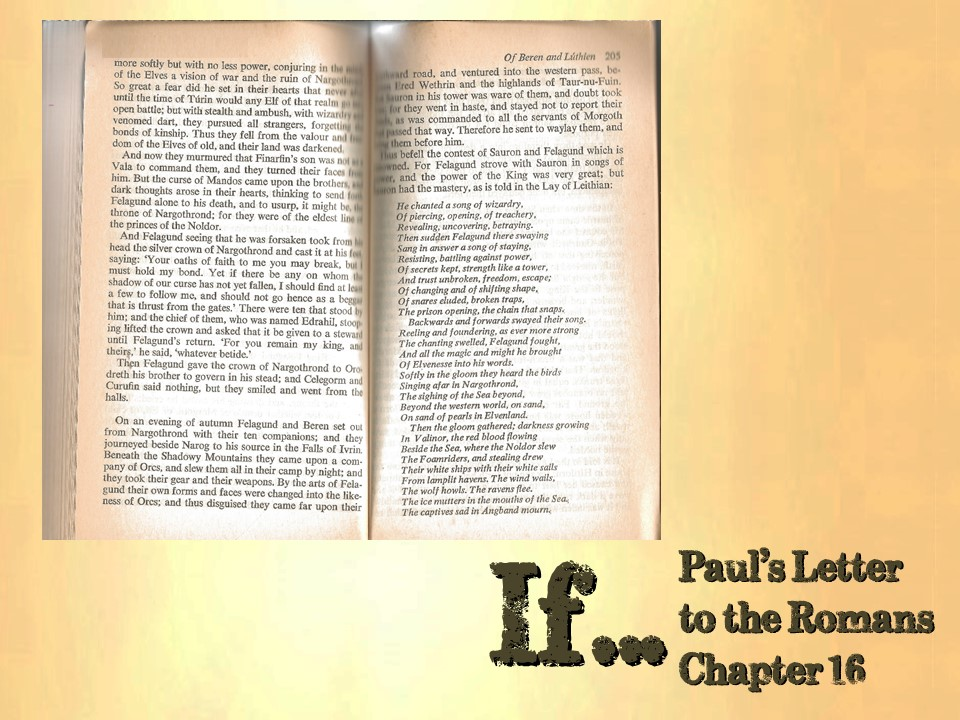 more softly but with no less power, conjuring in the
of the Elves a vision of war and the ruin of
So great a fear did he set in their hearts that never
until the time of Túrin would any Elf of that realm go
open battle; but with stealth and ambush, with wizardry
venomed dart, they pursued all strangers, forgetting
bonds of kinship. Thus they fell from the valour and
dom of the Elves of old, and their land was darkened.
And now they murmured that Finarfin's son was not
Vala to command them, and they turned their faces
him. But the curse of Mandos came upon the brothers,
dark thoughts arose in their hearts, thinking to send
Felagund alone to his death, and to usurp, it might be,
throne of Nargothrond; for they were of the eldest line
the princes of the Noldor.
And Felagund seeing that he was forsaken took from
head the silver crown of Nargothrond and cast it at his
saying: 'Your oaths of faith to me you may break, but
must hold my bond. Yet if there be any on whom
shadow of our curse has not yet fallen, I should find at
a few to follow me, and should not go hence as a
that is thrust from the gates.' There were ten that stood by
him; and the chief of them, who was named Edrahil, stoop-
ing lifted the crown and asked that it be given to a steward
until Felagund's return. 'For you remain my king, and
theirs,' he said, 'whatever betide.'
Then Felagund gave the crown of Nargothrond to Oro-
dreth his brother to govern in his stead; and Celegorm and
Curufin said nothing, but they smiled and went from the
halls.
On an evening of autumn Felagund and Beren set out
from Nargothrond with their ten companions; and they
journeyed beside Narog to his source in the Falls of Ivrin.
Beneath the Shadowy Mountains they came upon a com-
pany of Orcs, and slew them all in their camp by night; and
they took their gear and their weapons. By the arts of Fela-
gund their own forms and faces were changed into the like-
ness of Orcs; and thus disguised they came far upon their
Of Beren and Lúthien 205
road, and ventured into the western pass, be-
Ered Wethrin and the highlands of Taur-nu-Fuin.
Sauron in his tower was ware of them, and doubt took
for they went in haste, and stayed not to report their
as was commanded to all the servants of Morgoth
passed that way. Therefore he sent to waylay them, and
them before him.
befell the contest of Sauron and Felagund which is
For Felagund strove with Sauron in songs of
and the power of the King was very great; but
had the mastery, as is told in the Lay of Leithian:
He chanted a song of wizardry,
Of piercing, opening, of treachery,
Revealing, uncovering, betraying.
Then sudden Felagund there swaying
Sang in answer a song of staying,
Resisting, battling against power,
Of secrets kept, strength like a tower,
And trust unbroken, freedom, escape;
Of changing and of shifting shape,
Of snares eluded, broken traps,
The prison opening, the chain that snaps.
Backwards and forwards swayed their song.
Reeling and foundering, as ever more strong
The chanting swelled, Felagund fought,
And all the magic and might he brought
Of Elvenesse into his words.
Softly in the gloom they heard the birds
Singing afar in Nargothrond,
The sighing of the Sea beyond,
Beyond the western world, on sand,
On sand of pearls in Elvenland.
Then the gloom gathered; darkness growing
In Valinor, the red blood flowing
Beside the Sea, where the Noldor slew
The Foamriders, and stealing drew
Their white ships with their white sails
From lamplit havens. The wind wails,
The wolf howls. The ravens flee.
The ice mutters in the mouths of the Sea.
The captives sad in Angband mourn.
If...
Paul's Letter
to the Romans
Chapter 16